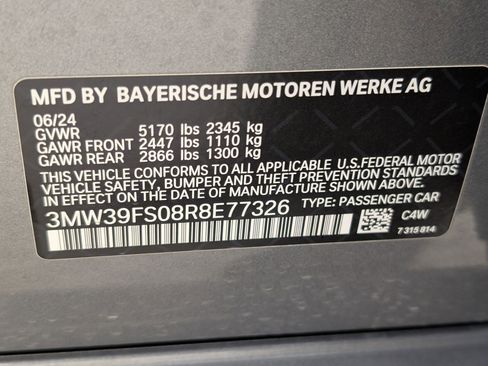 MFD BY BAYERISCHE MOTOREN WERKE AG
06/24
GVWR 5170 lbs 2345 kg
GAWR FRONT 2447 lbs 1110 kg
GAWR REAR 2866 lbs 1300 kg
THIS VEHICLE CONFORMS TO ALL APPLICABLE U.S.FEDERAL MOTOR
VEHICLE SAFETY, BUMPER, AND THEFT PREVENTION STANDARDS
IN EFFECT ON THE DATE OF MANUFACTURE SHOWN ABOVE.
3MW39FS08R8E77326 TYPE: PASSENGER CAR
C4W
7 315 814